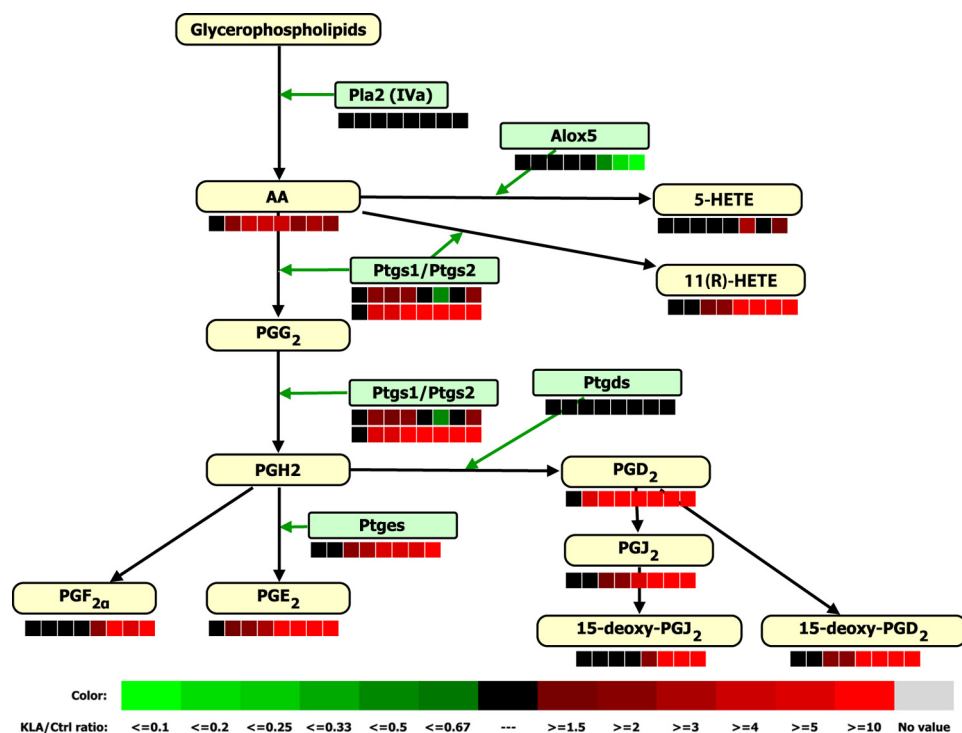 Glycerophospholipids
Pla2 (IVa)
Alox5
AA
5-HETE
Ptgs1/Ptgs2
11(R)-HETE
PGG2
Ptgs1/Ptgs2
Ptgds
PGH2
PGD2
Ptges
PGJ2
PGF2α
PGE2
15-deoxy-PGJ2
15-deoxy-PGD2
Color:
KLA/Ctrl ratio: <=0.1 <=0.2 <=0.25 <=0.33 <=0.5 <=0.67 --- >=1.5 >=2 >=3 >=4 >=5 >=10 No value